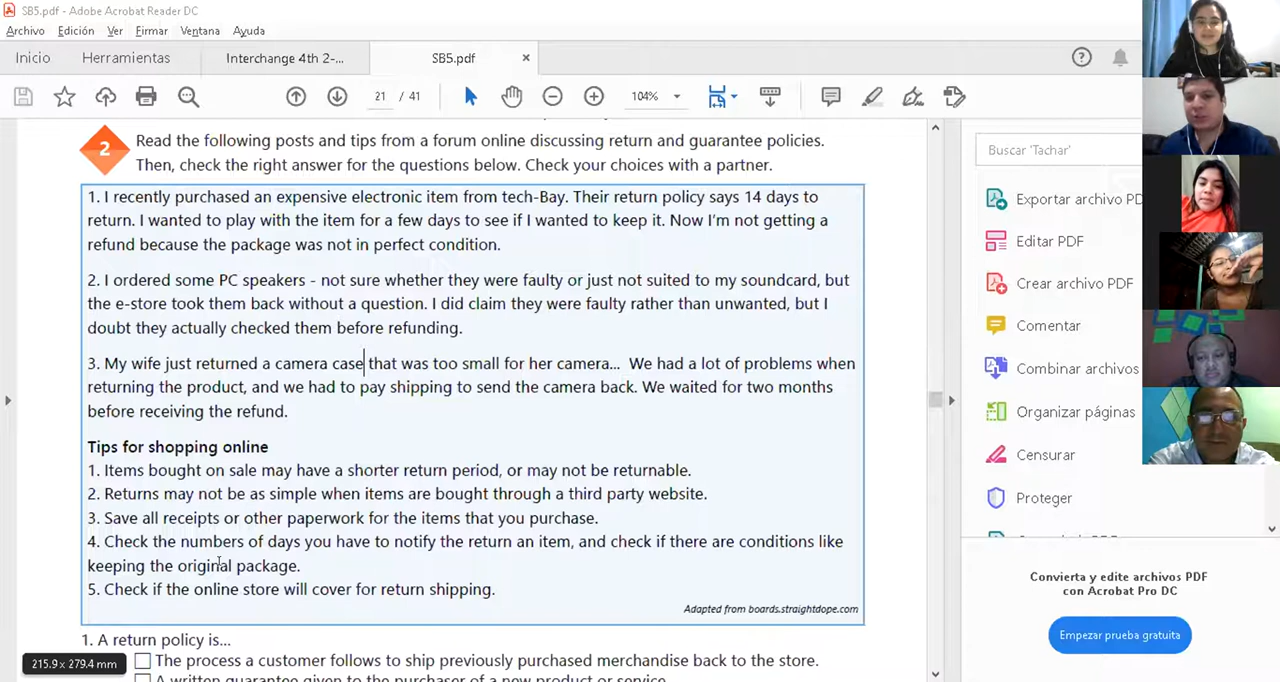 SB5.pdf - Adobe Acrobat Reader DC
Archivo Edición Ver Firmar Ventana Ayuda
Inicio Herramientas Interchange 4th 2-... SB5.pdf ×
21 / 41 104%
2 Read the following posts and tips from a forum online discussing return and guarantee policies.
Then, check the right answer for the questions below. Check your choices with a partner.
1. I recently purchased an expensive electronic item from tech-Bay. Their return policy says 14 days to
return. I wanted to play with the item for a few days to see if I wanted to keep it. Now I'm not getting a
refund because the package was not in perfect condition.
2. I ordered some PC speakers - not sure whether they were faulty or just not suited to my soundcard, but
the e-store took them back without a question. I did claim they were faulty rather than unwanted, but I
doubt they actually checked them before refunding.
3. My wife just returned a camera case that was too small for her camera... We had a lot of problems when
returning the product, and we had to pay shipping to send the camera back. We waited for two months
before receiving the refund.
Tips for shopping online
1. Items bought on sale may have a shorter return period, or may not be returnable.
2. Returns may not be as simple when items are bought through a third party website.
3. Save all receipts or other paperwork for the items that you purchase.
4. Check the numbers of days you have to notify the return an item, and check if there are conditions like
keeping the original package.
5. Check if the online store will cover for return shipping.
Adapted from boards.straightdope.com
1. A return policy is...
The process a customer follows to ship previously purchased merchandise back to the store.
A written guarantee given to the purchaser of a new product or service
215.9 x 279.4 mm
Buscar 'Tachar'
Exportar archivo PD
Editar PDF
Crear archivo PDF
Comentar
Combinar archivos
Organizar páginas
Censurar
Proteger
Convierta y edite archivos PDF
con Acrobat Pro DC
Empezar prueba gratuita